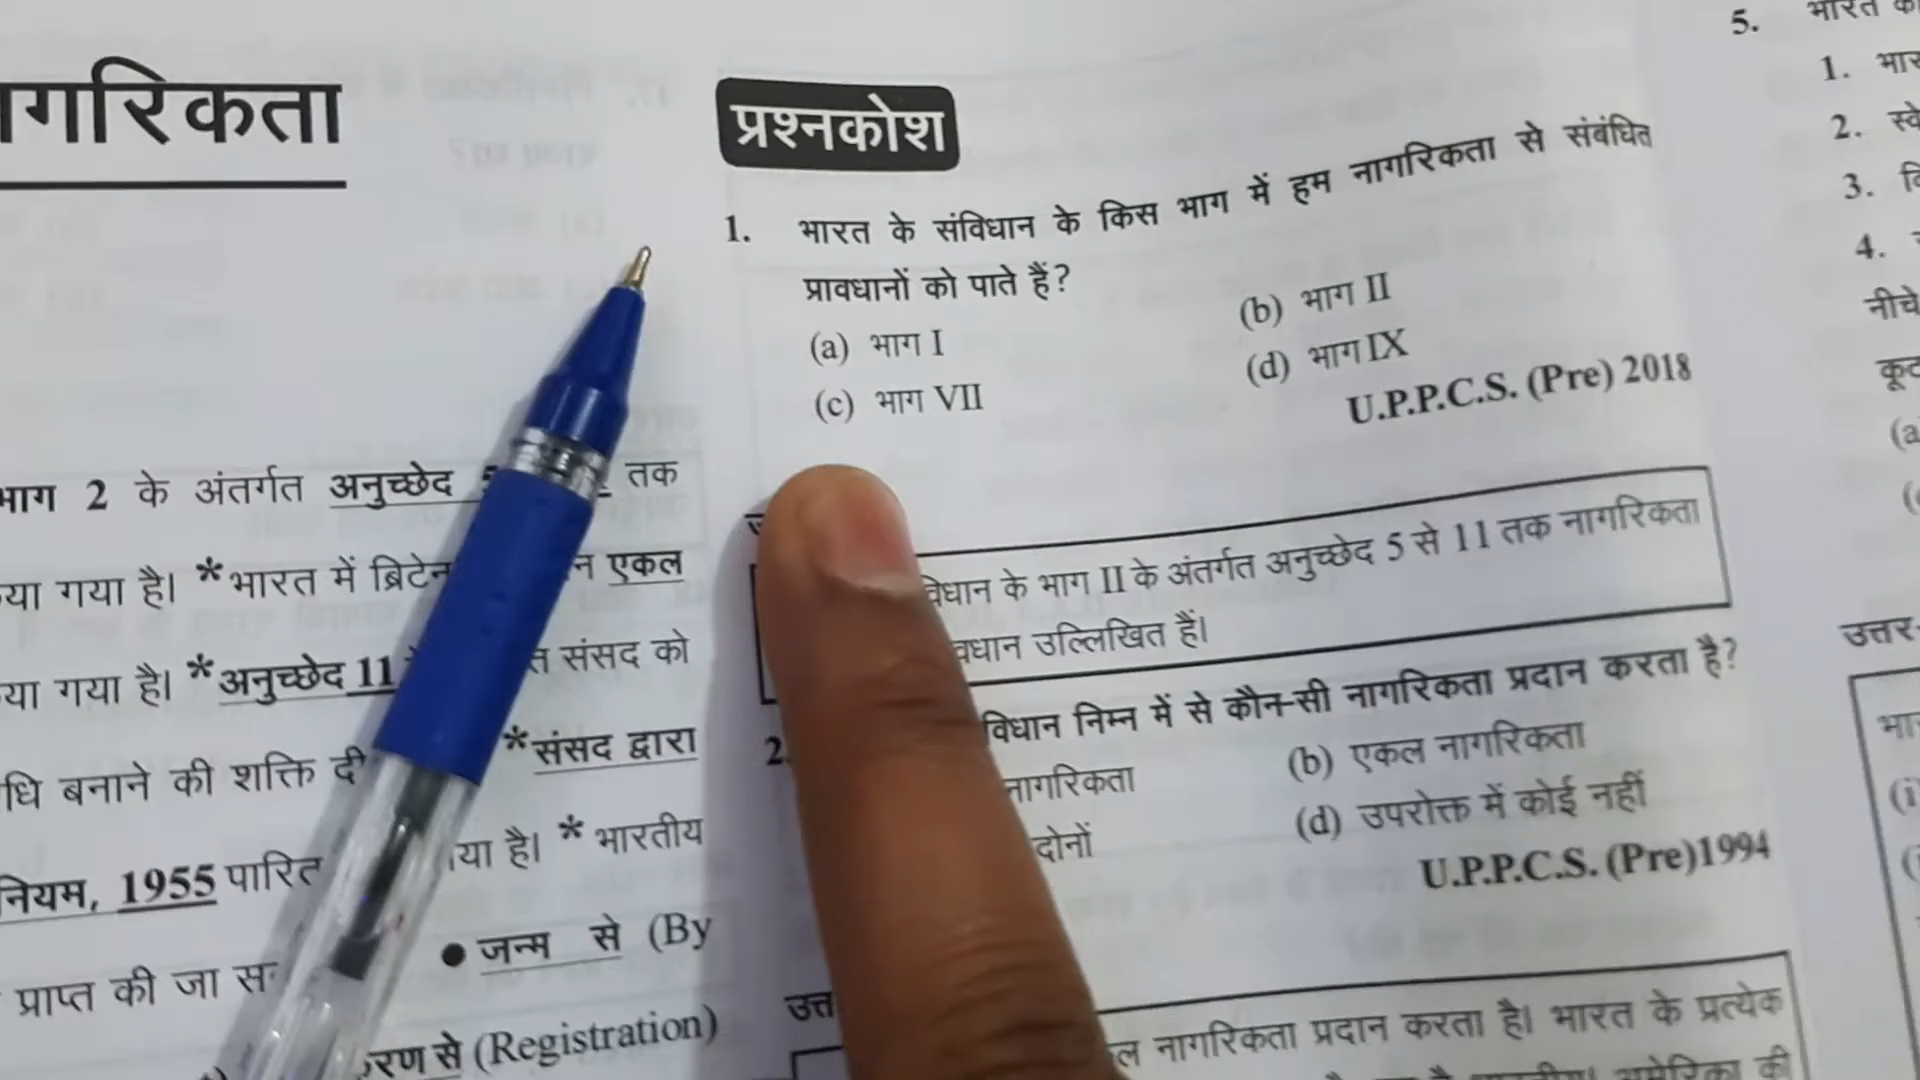 नागरिकता
भाग 2 के अंतर्गत अनुच्छेद तक
या गया है। *भारत में ब्रिटेन एकल
या गया है। *अनुच्छेद 11 संसद को
बनाने की शक्ति *संसद द्वारा
1955 पारित है। * भारतीय
प्राप्त की जा ● जन्म से (By
से (Registration)
प्रश्नकोश
1. भारत के संविधान के किस भाग में हम नागरिकता से संबंधित
प्रावधानों को पाते हैं?
(a) भाग I (b) भाग II
(c) भाग VII (d) भाग IX
U.P.P.C.S. (Pre) 2018
के भाग II के अंतर्गत अनुच्छेद 5 से 11 तक नागरिकता
उल्लिखित हैं।
2. निम्न में से कौन-सी नागरिकता प्रदान करता है?
नागरिकता (b) एकल नागरिकता
दोनों (d) उपरोक्त में कोई नहीं
U.P.P.C.S. (Pre)1994
नागरिकता प्रदान करता है। भारत के प्रत्येक
अमेरिका की
5. भारत
1.
2.
3.
4.
नीचे
उत्तर-